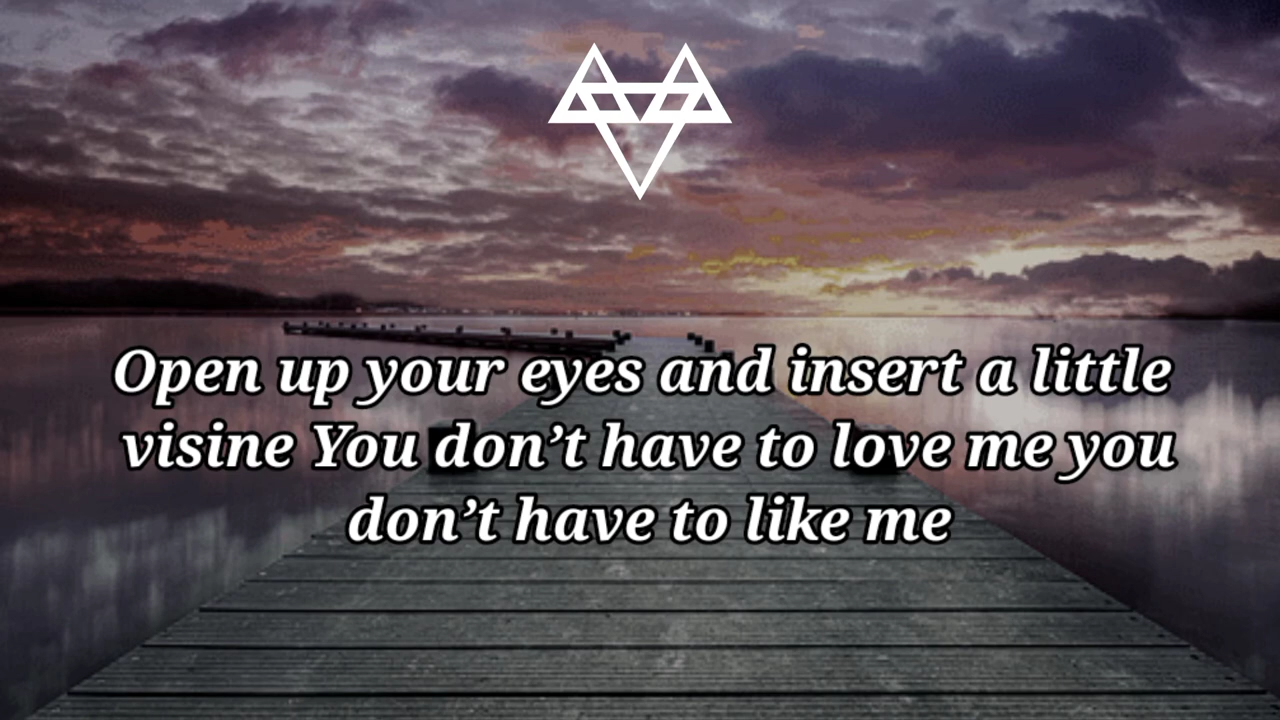 Open up your eyes and insert a little
visine You don’t have to love me you
don’t have to like me